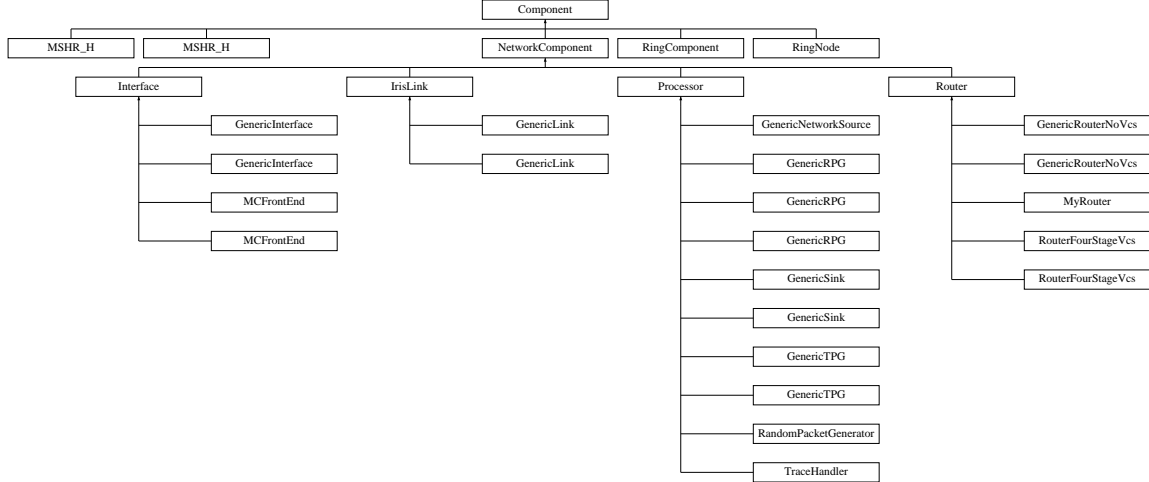 Component
MSHR_H MSHR_H NetworkComponent RingComponent RingNode
Interface IrisLink Processor Router
GenericInterface GenericLink GenericNetworkSource GenericRouterNoVcs
GenericInterface GenericLink GenericRPG GenericRouterNoVcs
MCFrontEnd GenericRPG MyRouter
MCFrontEnd GenericRPG RouterFourStageVcs
GenericSink RouterFourStageVcs
GenericSink
GenericTPG
GenericTPG
RandomPacketGenerator
TraceHandler